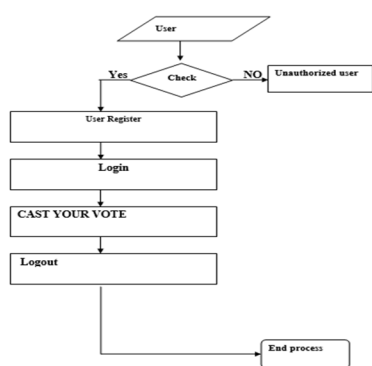 User
Yes
Check
NO
Unauthorized user
User Register
Login
CAST YOUR VOTE
Logout
End process